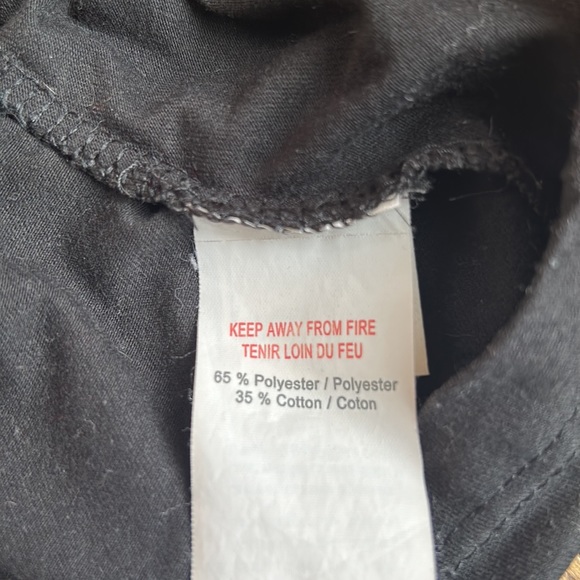 KEEP AWAY FROM FIRE
TENIR LOIN DU FEU
65 % Polyester / Polyester
35 % Cotton / Coton